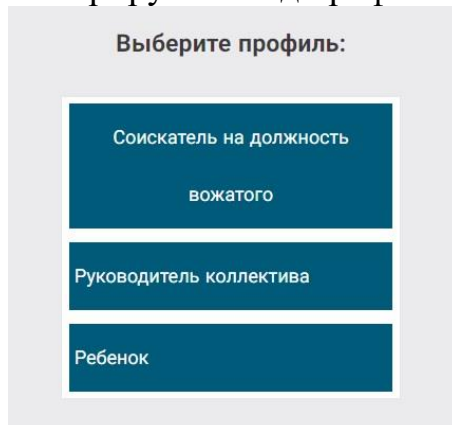 Выберите профиль:
Соискатель на должность
вожатого
Руководитель коллектива
Ребенок